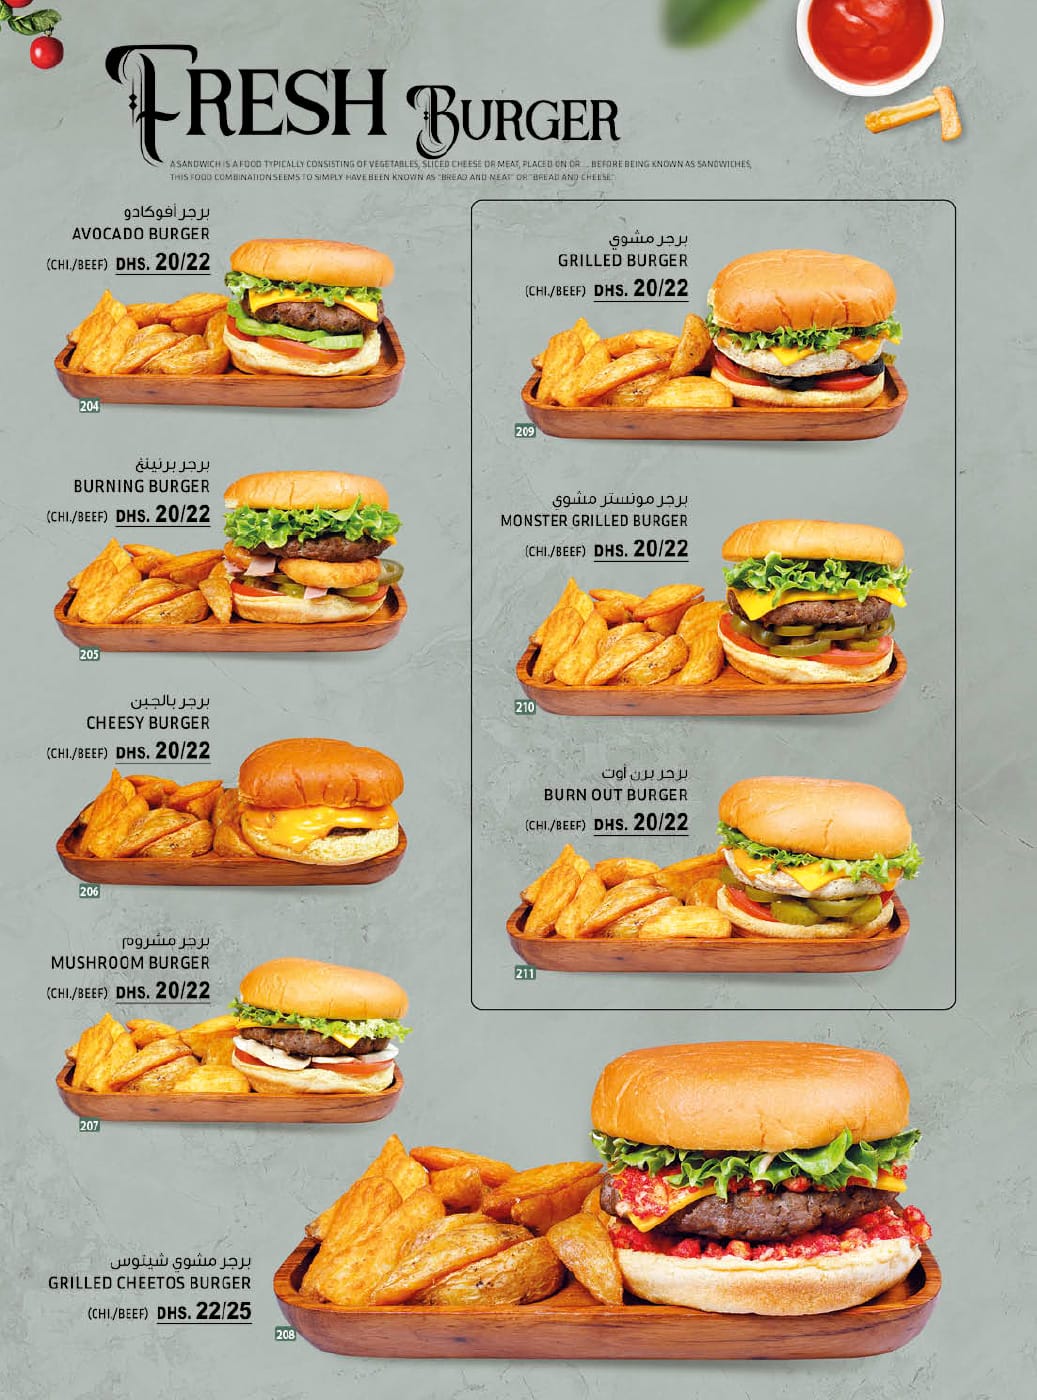 FRESH BURGER
A SANDWICH IS A FOOD TYPICALLY CONSISTING OF VEGETABLES, SLICED CHEESE OR MEAT, PLACED ON OR ... BEFORE BEING KNOWN AS SANDWICHES,
THIS FOOD COMBINATION SEEMS TO SIMPLY HAVE BEEN KNOWN AS "BREAD AND MEAT" OR "BREAD AND CHEESE".
برجر أفوكادو
AVOCADO BURGER
(CHI./BEEF) DHS. 20/22
204
برجر برنينغ
BURNING BURGER
(CHI./BEEF) DHS. 20/22
205
برجر بالجبن
CHEESY BURGER
(CHI./BEEF) DHS. 20/22
206
برجر مشروم
MUSHROOM BURGER
(CHI./BEEF) DHS. 20/22
207
برجر مشوي شيتوس
GRILLED CHEETOS BURGER
(CHI./BEEF) DHS. 22/25
208
برجر مشوي
GRILLED BURGER
(CHI./BEEF) DHS. 20/22
209
برجر مونستر مشوي
MONSTER GRILLED BURGER
(CHI./BEEF) DHS. 20/22
210
برجر برن أوت
BURN OUT BURGER
(CHI./BEEF) DHS. 20/22
211